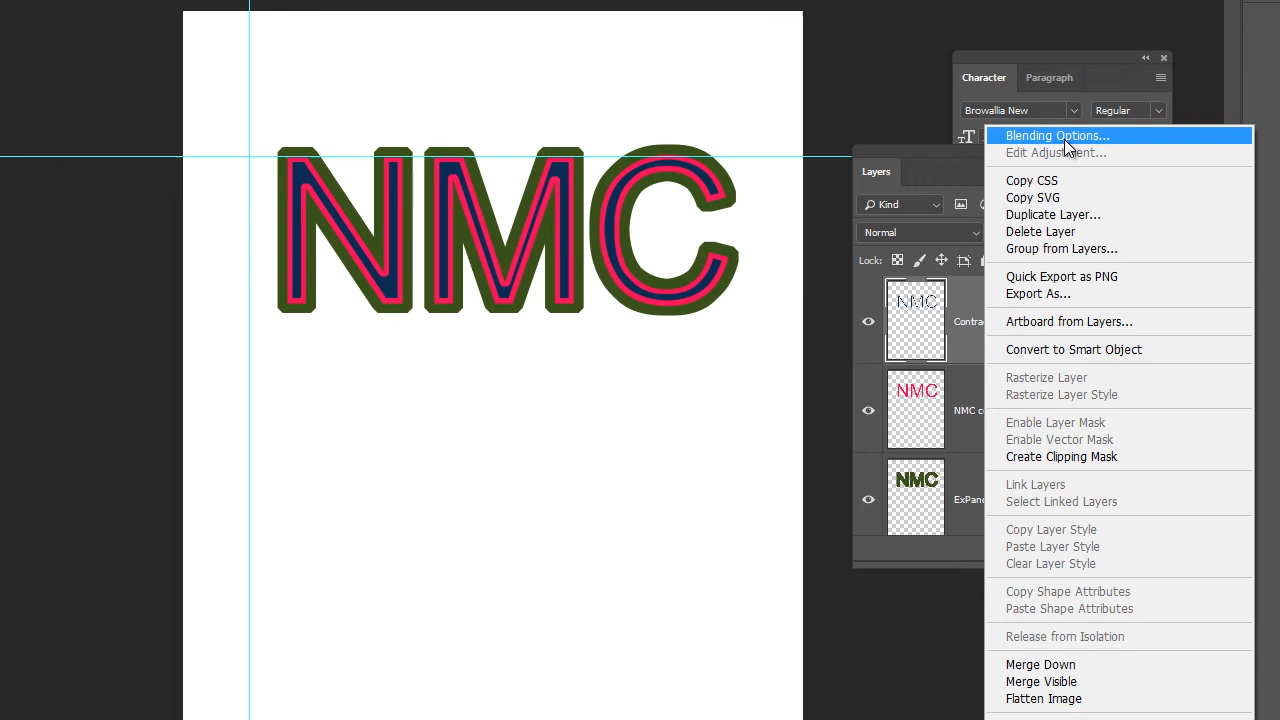 NMC
Character
Paragraph
Browallia New
Regular
Layers
Kind
Normal
Lock:
NMC
NMC
NMC
Blending Options...
Edit Adjustment...
Copy CSS
Copy SVG
Duplicate Layer...
Delete Layer
Group from Layers...
Quick Export as PNG
Export As...
Artboard from Layers...
Convert to Smart Object
Rasterize Layer
Rasterize Layer Style
Enable Layer Mask
Enable Vector Mask
Create Clipping Mask
Link Layers
Select Linked Layers
Copy Layer Style
Paste Layer Style
Clear Layer Style
Copy Shape Attributes
Paste Shape Attributes
Release from Isolation
Merge Down
Merge Visible
Flatten Image